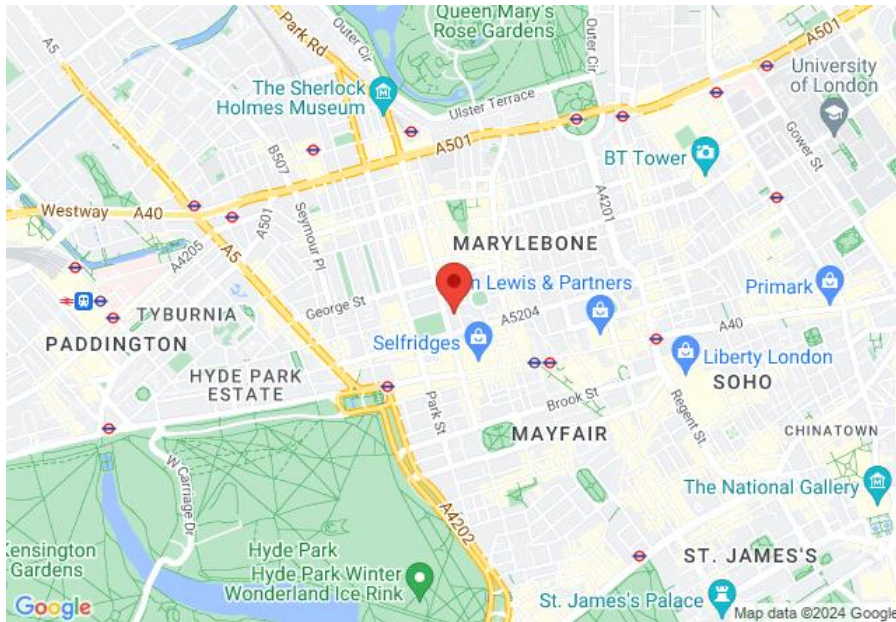 Queen Mary's
Rose Gardens
A5
Park Rd
Outer Cir
Outer Cir
A501
The Sherlock
Holmes Museum
Ulster Terrace
University
of London
B507
A501
BT Tower
Gower St
Westway
A40
A501
Seymour Pl
A4201
A4205
A5
MARYLEBONE
George St
n Lewis & Partners
Primark
TYBURNIA
A5204
A40
PADDINGTON
Selfridges
Liberty London
HYDE PARK
ESTATE
SOHO
Park St
Brook St
Regent St.
MAYFAIR
CHINATOWN
W Carriage Dr
The National Gallery
A4202
Kensington
Gardens
Hyde Park
ST. JAMES'S
Hyde Park Winter
Wonderland Ice Rink
St. James's Palace
Google
Map data ©2024 Google